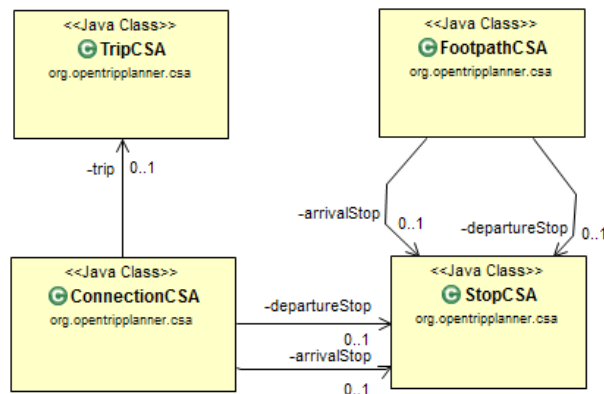 <<Java Class>>
TripCSA
org.opentripplanner.csa
<<Java Class>>
FootpathCSA
org.opentripplanner.csa
-trip
0..1
-arrivalStop
0..1
-departureStop
0..1
<<Java Class>>
ConnectionCSA
org.opentripplanner.csa
-departureStop
0..1
-arrivalStop
0..1
<<Java Class>>
StopCSA
org.opentripplanner.csa